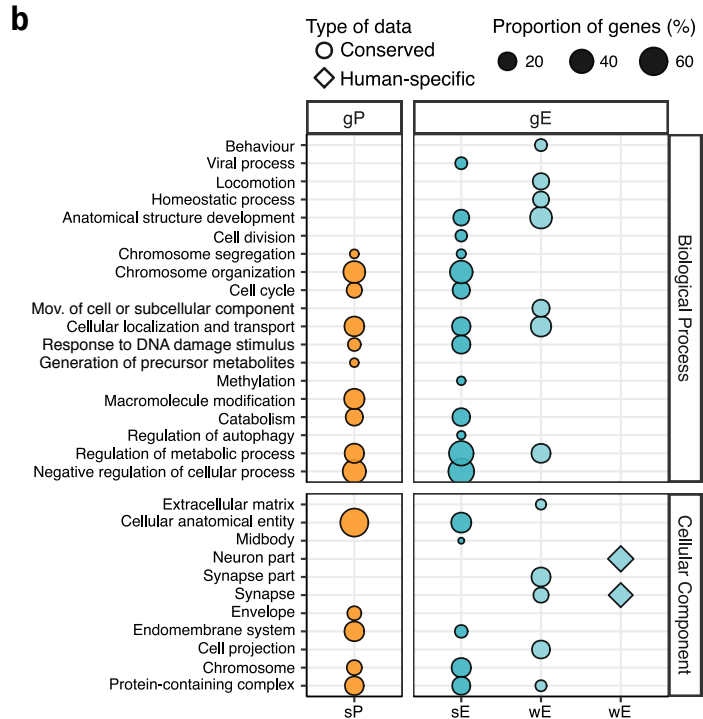 b
Type of data
Conserved
Human-specific
Proportion of genes (%)
20 40 60
gP gE
Behaviour
Viral process
Locomotion
Homeostatic process
Anatomical structure development
Cell division
Chromosome segregation
Chromosome organization
Cell cycle
Mov. of cell or subcellular component
Cellular localization and transport
Response to DNA damage stimulus
Generation of precursor metabolites
Methylation
Macromolecule modification
Catabolism
Regulation of autophagy
Regulation of metabolic process
Negative regulation of cellular process
Biological Process
Extracellular matrix
Cellular anatomical entity
Midbody
Neuron part
Synapse part
Synapse
Envelope
Endomembrane system
Cell projection
Chromosome
Protein-containing complex
Cellular Component
sP sE wE wE